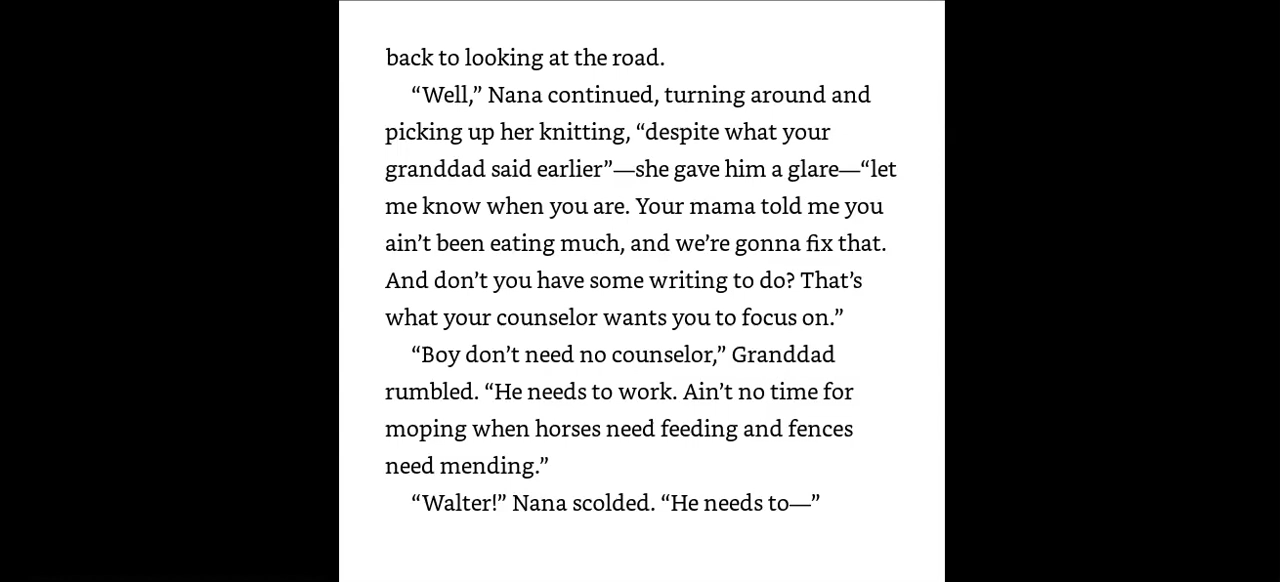 back to looking at the road.
“Well,” Nana continued, turning around and
picking up her knitting, “despite what your
granddad said earlier”—she gave him a glare—“let
me know when you are. Your mama told me you
ain’t been eating much, and we’re gonna fix that.
And don’t you have some writing to do? That’s
what your counselor wants you to focus on.”
“Boy don’t need no counselor,” Granddad
rumbled. “He needs to work. Ain’t no time for
moping when horses need feeding and fences
need mending.”
“Walter!” Nana scolded. “He needs to—”